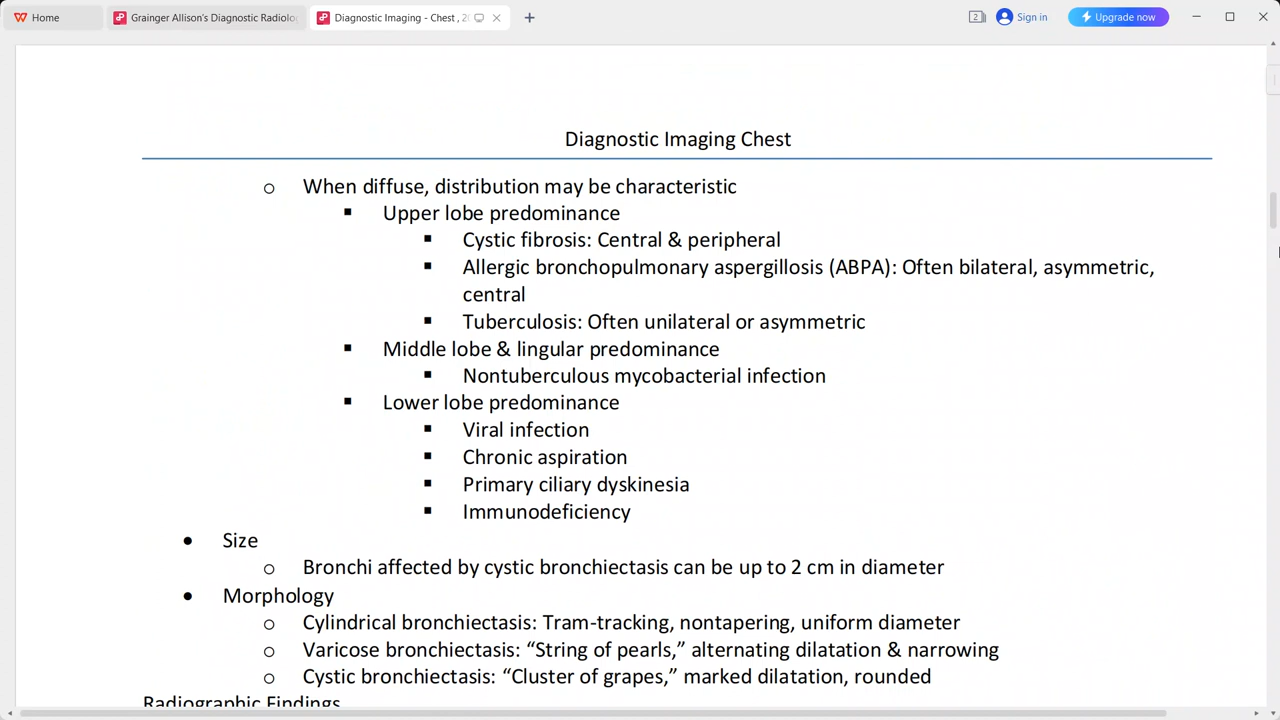 Home
Grainger Allison's Diagnostic Radiolo
Diagnostic Imaging - Chest , 20
2
Sign in
Upgrade now
Diagnostic Imaging Chest
o When diffuse, distribution may be characteristic
▪ Upper lobe predominance
▪ Cystic fibrosis: Central & peripheral
▪ Allergic bronchopulmonary aspergillosis (ABPA): Often bilateral, asymmetric,
central
▪ Tuberculosis: Often unilateral or asymmetric
▪ Middle lobe & lingular predominance
▪ Nontuberculous mycobacterial infection
▪ Lower lobe predominance
▪ Viral infection
▪ Chronic aspiration
▪ Primary ciliary dyskinesia
▪ Immunodeficiency
• Size
o Bronchi affected by cystic bronchiectasis can be up to 2 cm in diameter
• Morphology
o Cylindrical bronchiectasis: Tram-tracking, nontapering, uniform diameter
o Varicose bronchiectasis: “String of pearls,” alternating dilatation & narrowing
o Cystic bronchiectasis: “Cluster of grapes,” marked dilatation, rounded
Radiographic Findings